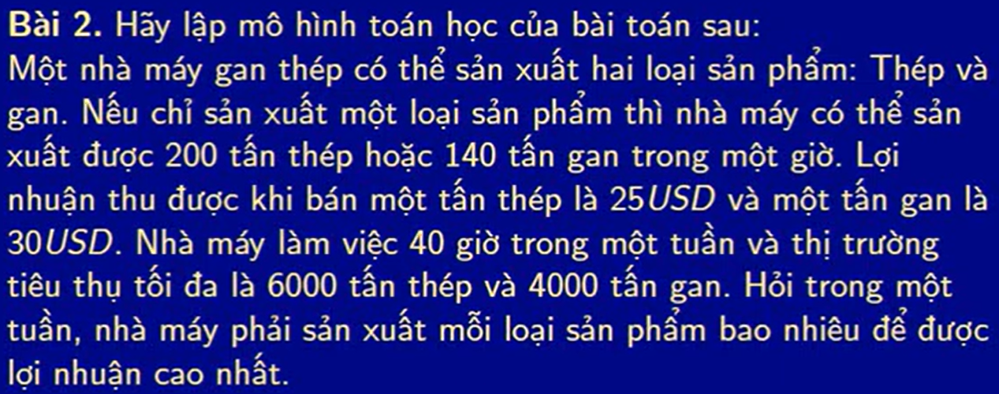 Bài 2. Hãy lập mô hình toán học của bài toán sau:
Một nhà máy gan thép có thể sản xuất hai loại sản phẩm: Thép và
gan. Nếu chỉ sản xuất một loại sản phẩm thì nhà máy có thể sản
xuất được 200 tấn thép hoặc 140 tấn gan trong một giờ. Lợi
nhuận thu được khi bán một tấn thép là 25USD và một tấn gan là
30USD. Nhà máy làm việc 40 giờ trong một tuần và thị trường
tiêu thụ tối đa là 6000 tấn thép và 4000 tấn gan. Hỏi trong một
tuần, nhà máy phải sản xuất mỗi loại sản phẩm bao nhiêu để được
lợi nhuận cao nhất.